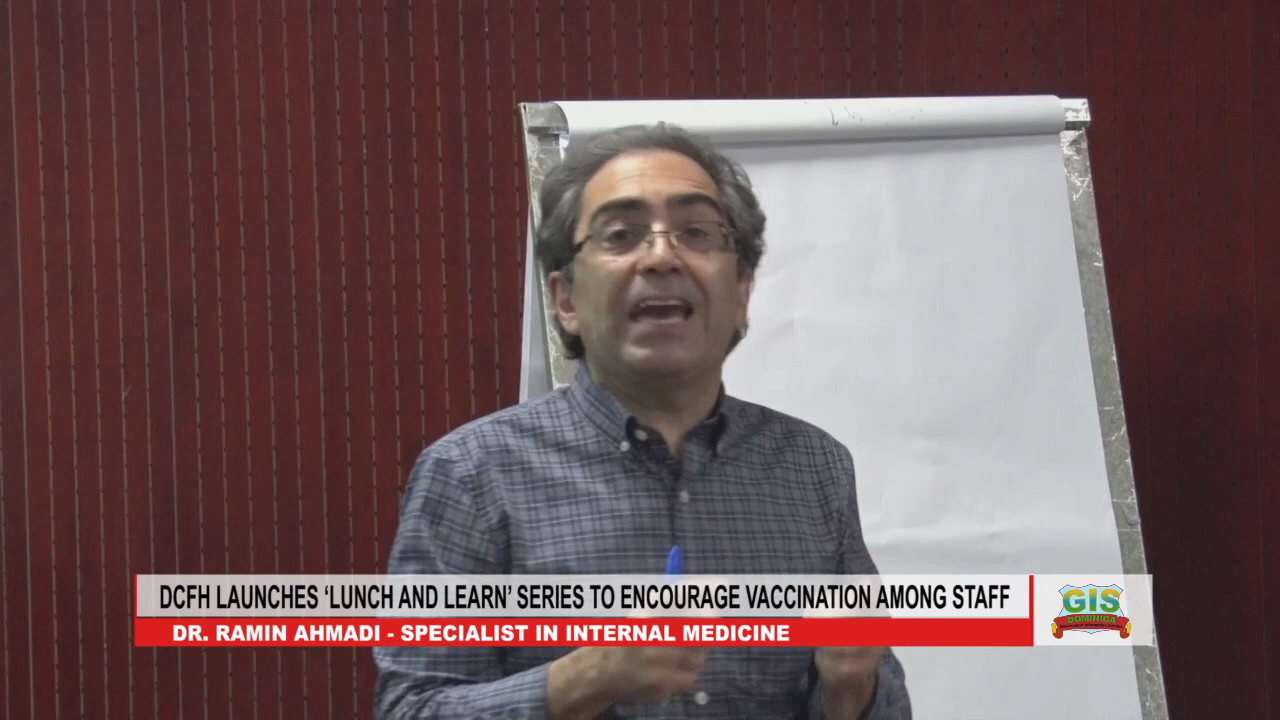 DCFH LAUNCHES ‘LUNCH AND LEARN’ SERIES TO ENCOURAGE VACCINATION AMONG STAFF
DR. RAMIN AHMADI - SPECIALIST IN INTERNAL MEDICINE
GIS
DOMINICA